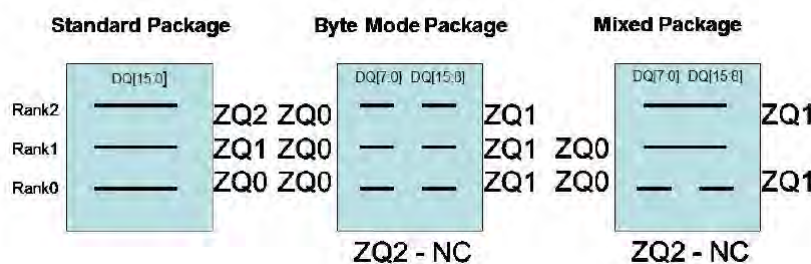 Standard Package Byte Mode Package Mixed Package
DQ[15:0] DQ[7:0] DQ[15:8] DQ[7:0] DQ[15:8]
Rank2 ZQ2 ZQ0 ZQ1 ZQ1
Rank1 ZQ1 ZQ0 ZQ1 ZQ0
Rank0 ZQ0 ZQ0 ZQ1 ZQ0 ZQ1
ZQ2 - NC ZQ2 - NC